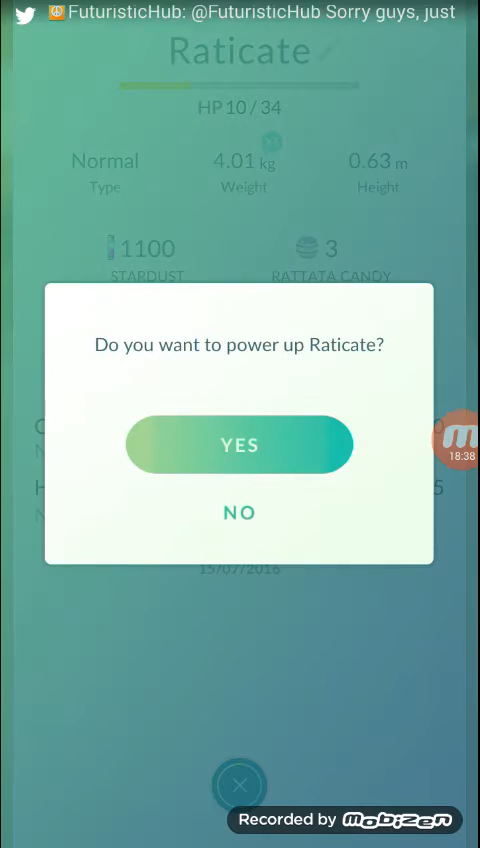 FuturisticHub: @FuturisticHub Sorry guys, just
Raticate
HP 10 / 34
Normal
4.01 kg
0.63 m
Type
Weight
Height
1100
3
STARDUST
RATTATA CANDY
Do you want to power up Raticate?
YES
NO
18:38
5
15/07/2016
Recorded by Mobizen